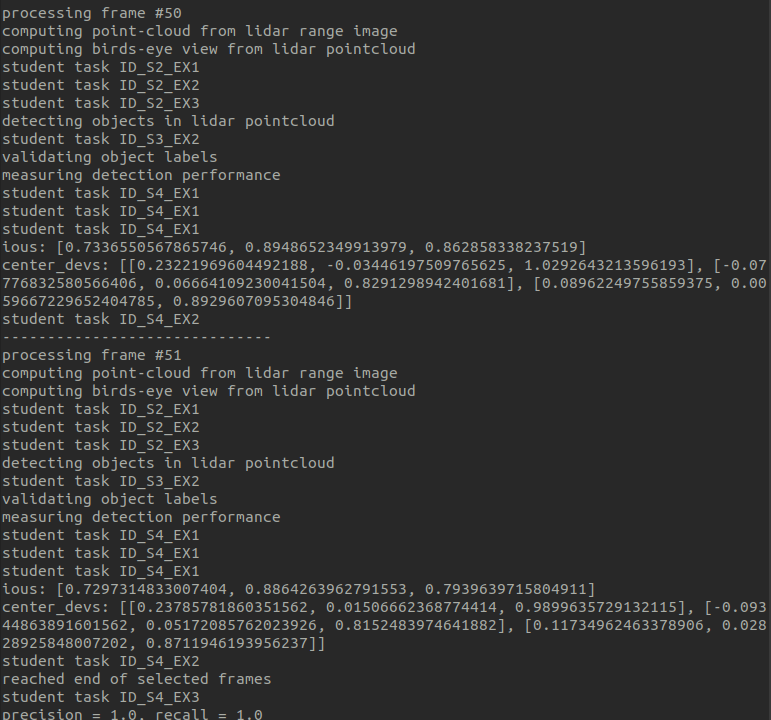 processing frame #50
computing point-cloud from lidar range image
computing birds-eye view from lidar pointcloud
student task ID_S2_EX1
student task ID_S2_EX2
student task ID_S2_EX3
detecting objects in lidar pointcloud
student task ID_S3_EX2
validating object labels
measuring detection performance
student task ID_S4_EX1
student task ID_S4_EX1
student task ID_S4_EX1
ious: [0.7336550567865746, 0.8948652349913979, 0.862858338237519]
center_devs: [[0.23221969604492188, -0.03446197509765625, 1.0292643213596193], [-0.07
776832580566406, 0.06664109230041504, 0.8291298942401681], [0.08962249755859375, 0.00
59667229652404785, 0.8929607095304846]]
student task ID_S4_EX2
------------------------------
processing frame #51
computing point-cloud from lidar range image
computing birds-eye view from lidar pointcloud
student task ID_S2_EX1
student task ID_S2_EX2
student task ID_S2_EX3
detecting objects in lidar pointcloud
student task ID_S3_EX2
validating object labels
measuring detection performance
student task ID_S4_EX1
student task ID_S4_EX1
student task ID_S4_EX1
ious: [0.7297314833007404, 0.8864263962791553, 0.7939639715804911]
center_devs: [[0.23785781860351562, 0.01506662368774414, 0.9899635729132115], [-0.093
44863891601562, 0.05172085762023926, 0.8152483974641882], [0.11734962463378906, 0.028
28925848007202, 0.8711946193956237]]
student task ID_S4_EX2
reached end of selected frames
student task ID_S4_EX3
precision = 1.0, recall = 1.0